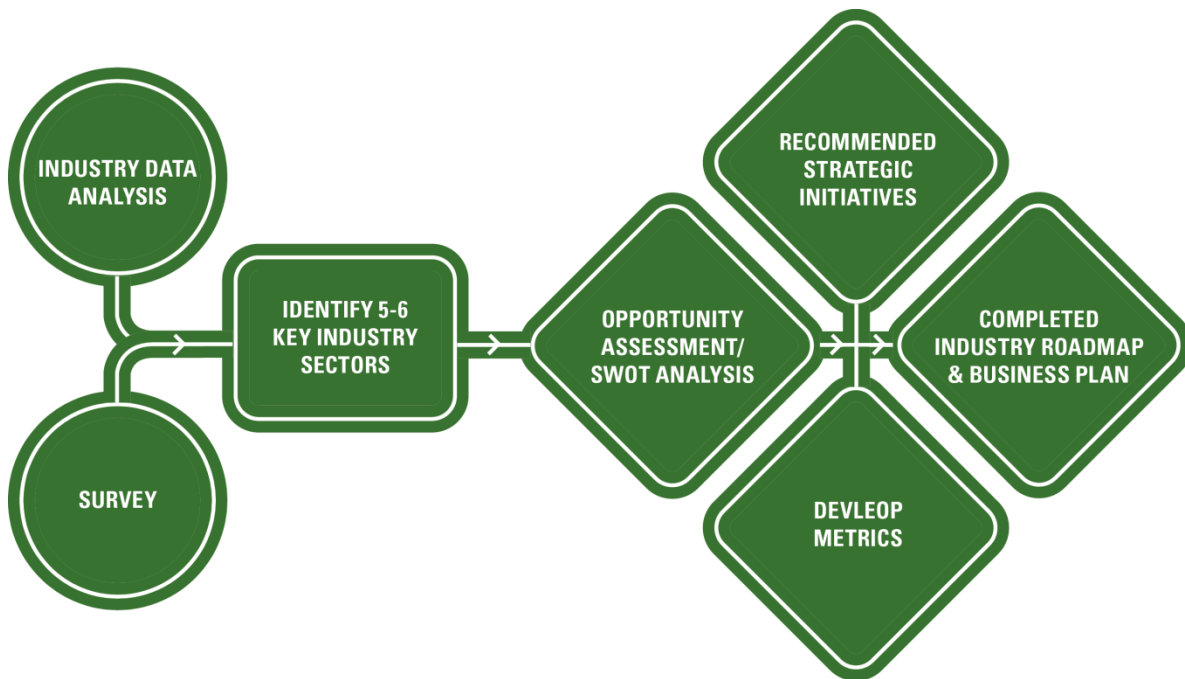 INDUSTRY DATA
ANALYSIS
SURVEY
IDENTIFY 5-6
KEY INDUSTRY
SECTORS
OPPORTUNITY
ASSESSMENT/
SWOT ANALYSIS
RECOMMENDED
STRATEGIC
INITIATIVES
DEVLEOP
METRICS
COMPLETED
INDUSTRY ROADMAP
& BUSINESS PLAN